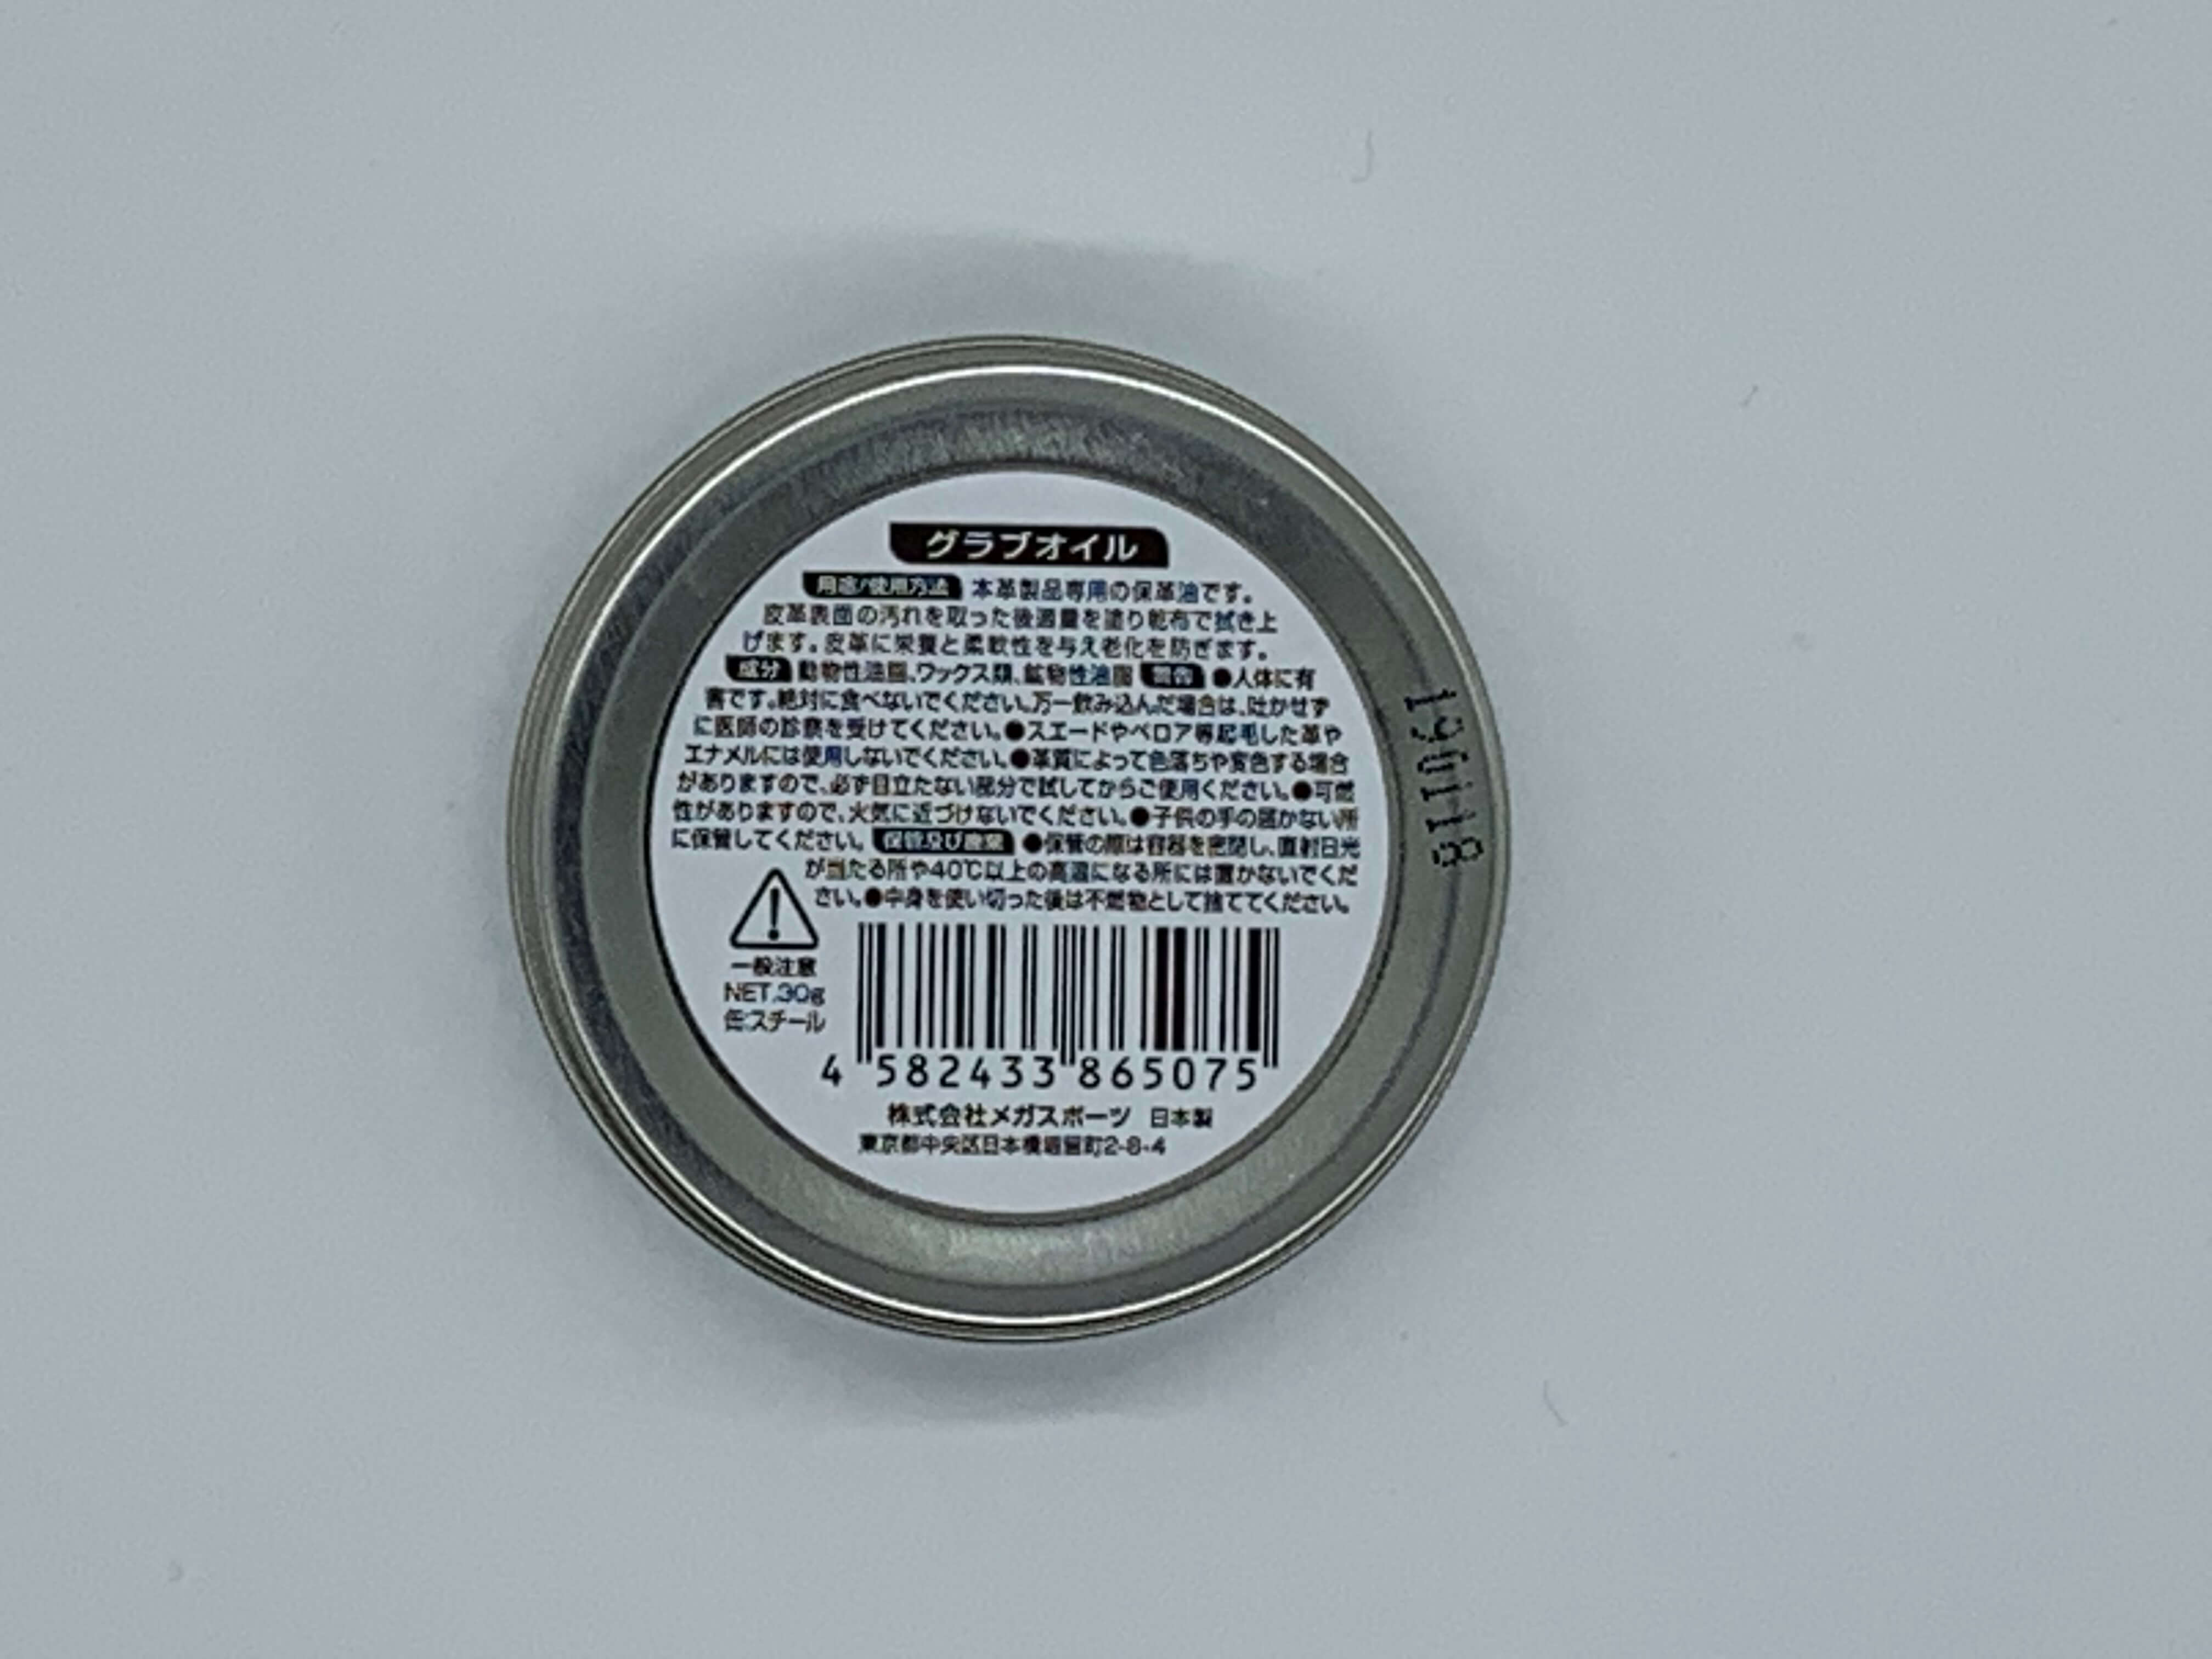 グラブオイル
用途/使用方法 本革製品専用の保革油です。
皮革表面の汚れを取った後適量を塗り乾布で拭き上
げます。皮革に栄養と柔軟性を与え老化を防ぎます。
成分 動物性油脂、ワックス類、鉱物性油脂 警告 ●人体に有
害です。絶対に食べないでください。万一飲み込んだ場合は、吐かせず
に医師の診察を受けてください。●スエードやベロア等起毛した革や
エナメルには使用しないでください。●革質によって色落ちや変色する場合
がありますので、必ず目立たない部分で試してからご使用ください。●可燃
性がありますので、火気に近づけないでください。●子供の手の届かない所
に保管してください。 保管及び廃棄 ●保管の際は容器を密閉し、直射日光
が当たる所や40℃以上の高温になる所には置かないでくだ
さい。●中身を使い切った後は不燃物として捨ててください。
一般注意
NET.30g
缶:スチール
4 582433 865075
株式会社メガスポーツ 日本製
東京都中央区日本橋堀留町2-8-4